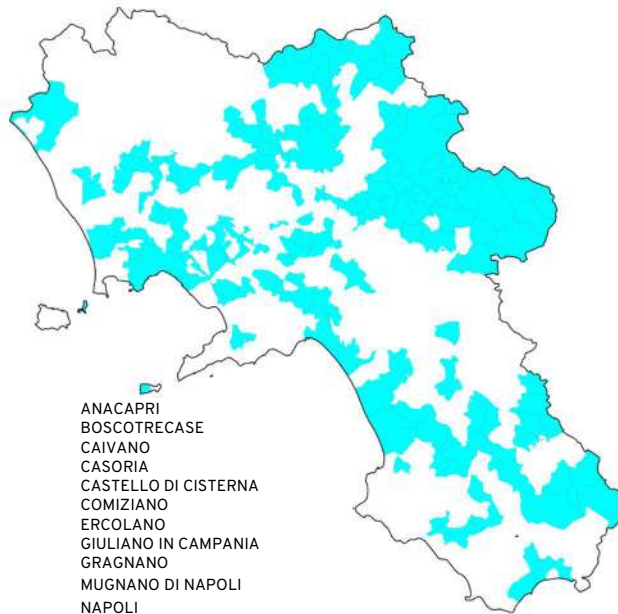 ANACAPRI
BOSCOTRECASE
CAIVANO
CASORIA
CASTELLO DI CISTERNA
COMIZIANO
ERCOLANO
GIULIANO IN CAMPANIA
GRAGNANO
MUGNANO DI NAPOLI
NAPOLI